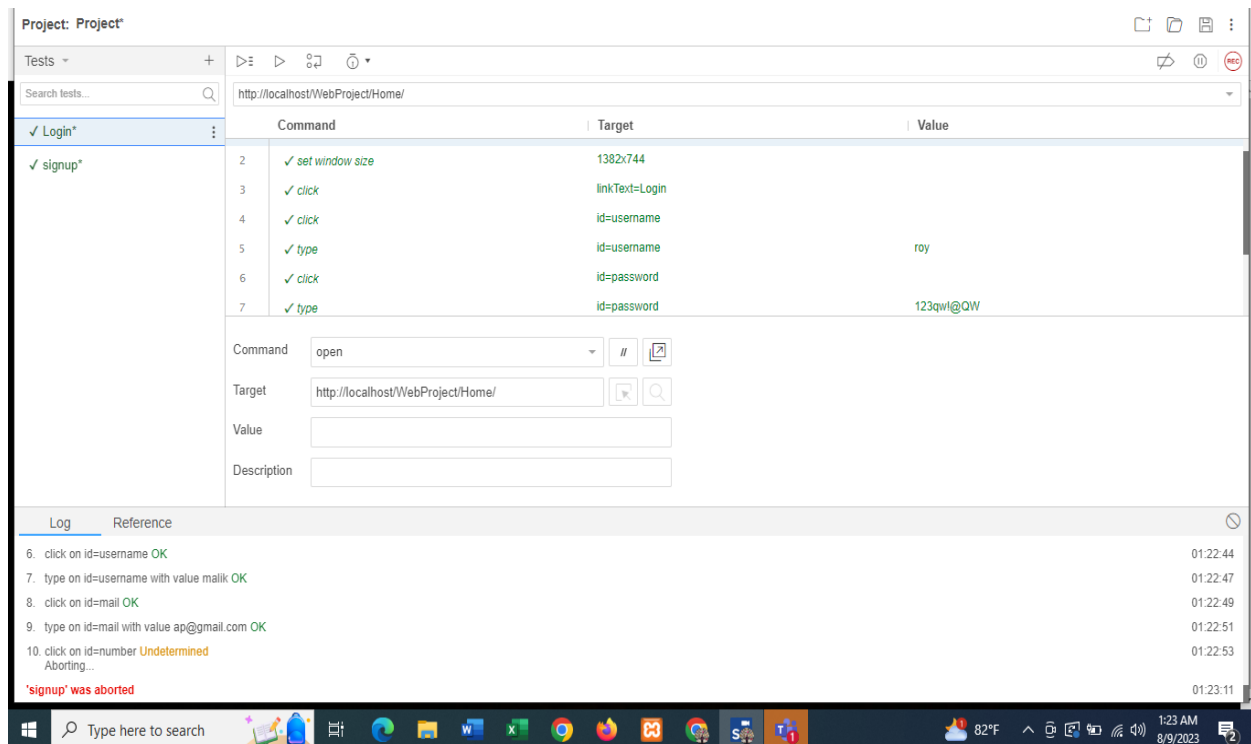 Project: Project*
Tests
Search tests...
http://localhost/WebProject/Home/
REC
✓ Login*
✓ signup*
Command Target Value
2 ✓ set window size 1382x744
3 ✓ click linkText=Login
4 ✓ click id=username
5 ✓ type id=username roy
6 ✓ click id=password
7 ✓ type id=password 123qw!@QW
Command open //
Target http://localhost/WebProject/Home/
Value
Description
Log Reference
6. click on id=username OK 01:22:44
7. type on id=username with value malik OK 01:22:47
8. click on id=mail OK 01:22:49
9. type on id=mail with value ap@gmail.com OK 01:22:51
10. click on id=number Undetermined 01:22:53
Aborting...
'signup' was aborted 01:23:11
Type here to search 82°F 1:23 AM
8/9/2023